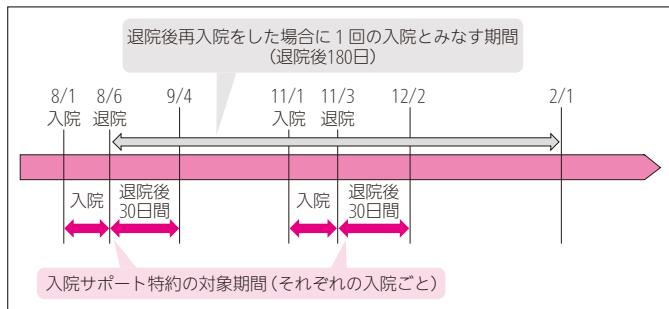 退院後再入院をした場合に1回の入院とみなす期間
（退院後180日）
8/1 8/6 9/4 11/1 11/3 12/2 2/1
入院 退院 入院 退院
入院 退院後 入院 退院後
30日間 30日間
入院サポート特約の対象期間（それぞれの入院ごと）